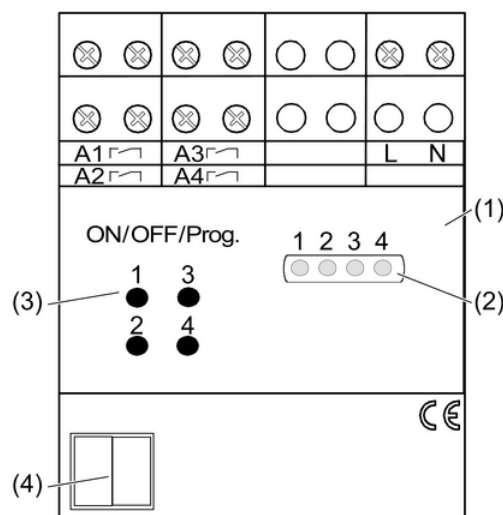 A1 A3 L N
A2 A4
(1)
ON/OFF/Prog.
1 2 3 4
(2)
(3)
1 3
2 4
CE
(4)